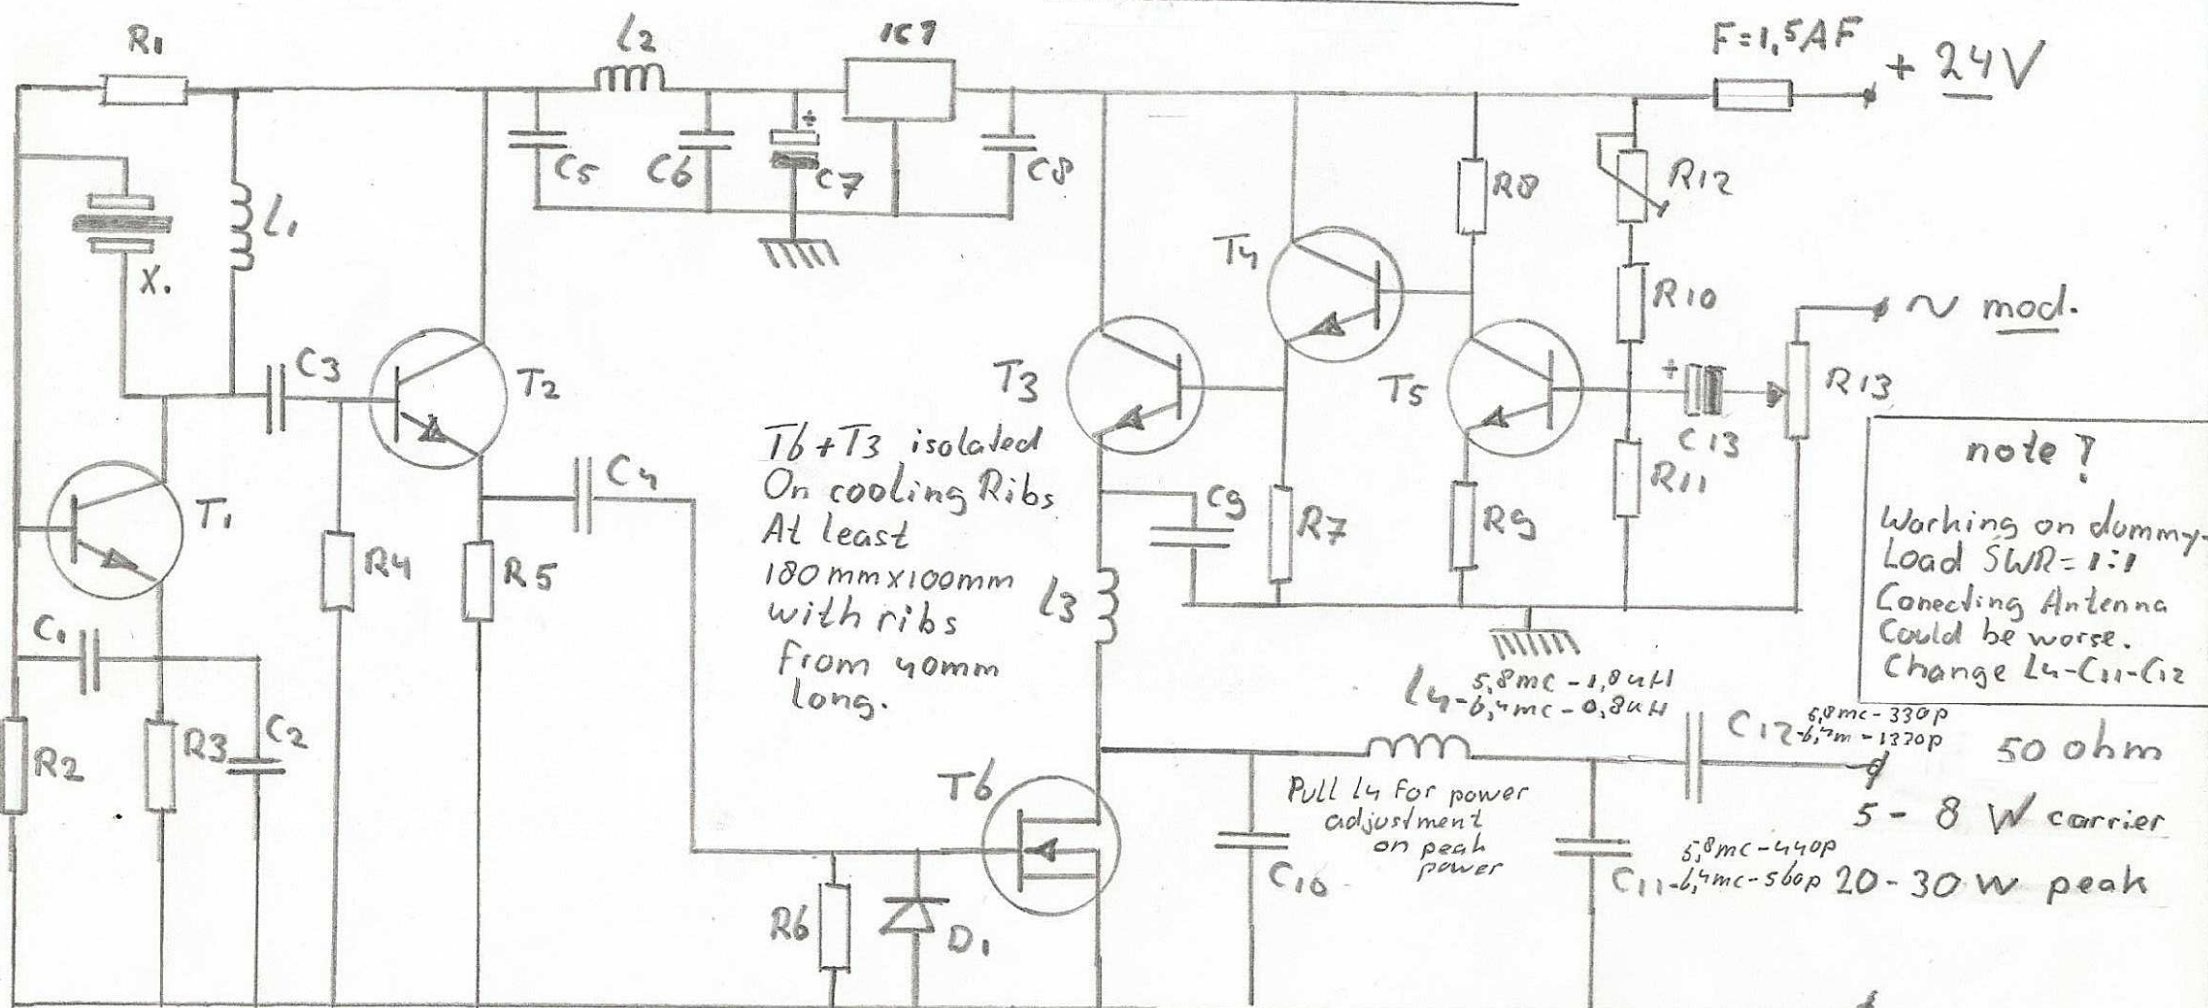 R1
L2
IC1
F=1,5AF
+ 24V
C5
C6
+
C7
C8
R8
R12
L1
X.
T4
R10
~ mod.
C3
T2
T3
T5
+
C13
R13
T6+T3 isolated
On cooling Ribs
At least
180mmx100mm
with ribs
From 40mm
long.
note !
Working on dummy-
Load SWR= 1:1
Conecting Antenna
Could be worse.
Change L4-C11-C12
T1
C4
R4
R5
C9
R7
R9
R11
L3
C1
R2
R3
C2
L4-
5,8mc-1,8uH
6,4mc-0,8uH
C12-
5,8mc-330p
6,4m-1320p
50 ohm
T6
Pull L4 For power
adjustment
on peak
power
5-8 W carrier
20-30 W peak
C10
C11-
5,8mc-440p
6,4mc-560p
R6
D1